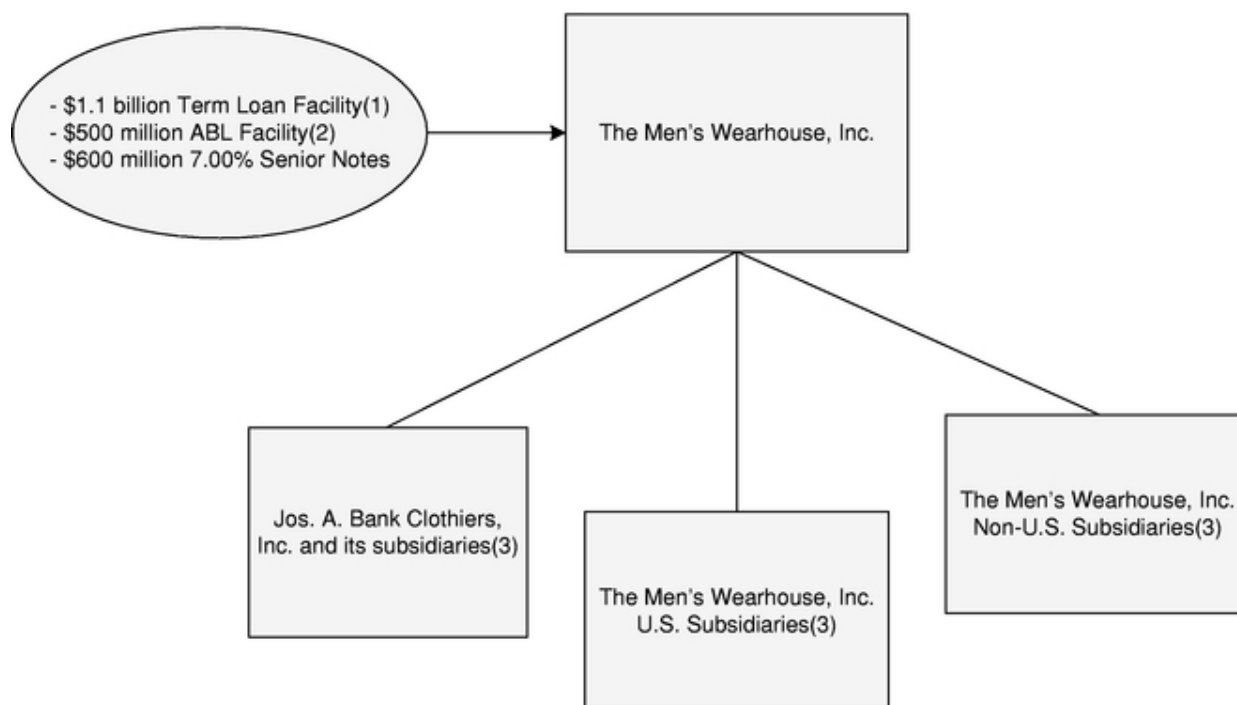 - $1.1 billion Term Loan Facility(1)
- $500 million ABL Facility(2)
- $600 million 7.00% Senior Notes
The Men's Wearhouse, Inc.
Jos. A. Bank Clothiers,
Inc. and its subsidiaries(3)
The Men's Wearhouse, Inc.
U.S. Subsidiaries(3)
The Men's Wearhouse, Inc.
Non-U.S. Subsidiaries(3)